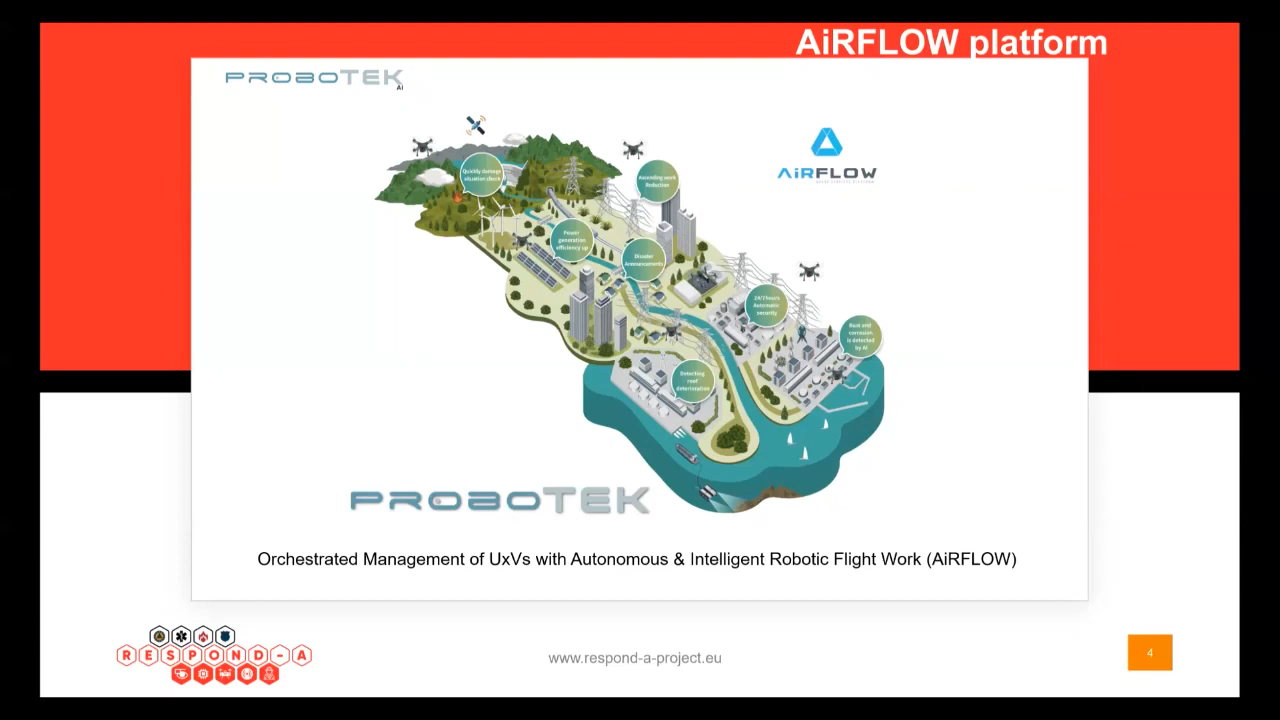 AiRFLOW platform
PROBOTEK
AI
AiRFLOW
Quickly damage
situation check
Ascending work
Reduction
Power
generation
efficiency up
Disaster
Announcements
24/7hours
Automatic
security
Rust and
corrosion
is detected
by AI
Detecting
roof
deterioration
PROBOTEK
Orchestrated Management of UxVs with Autonomous & Intelligent Robotic Flight Work (AiRFLOW)
RESPOND-A
www.respond-a-project.eu
4